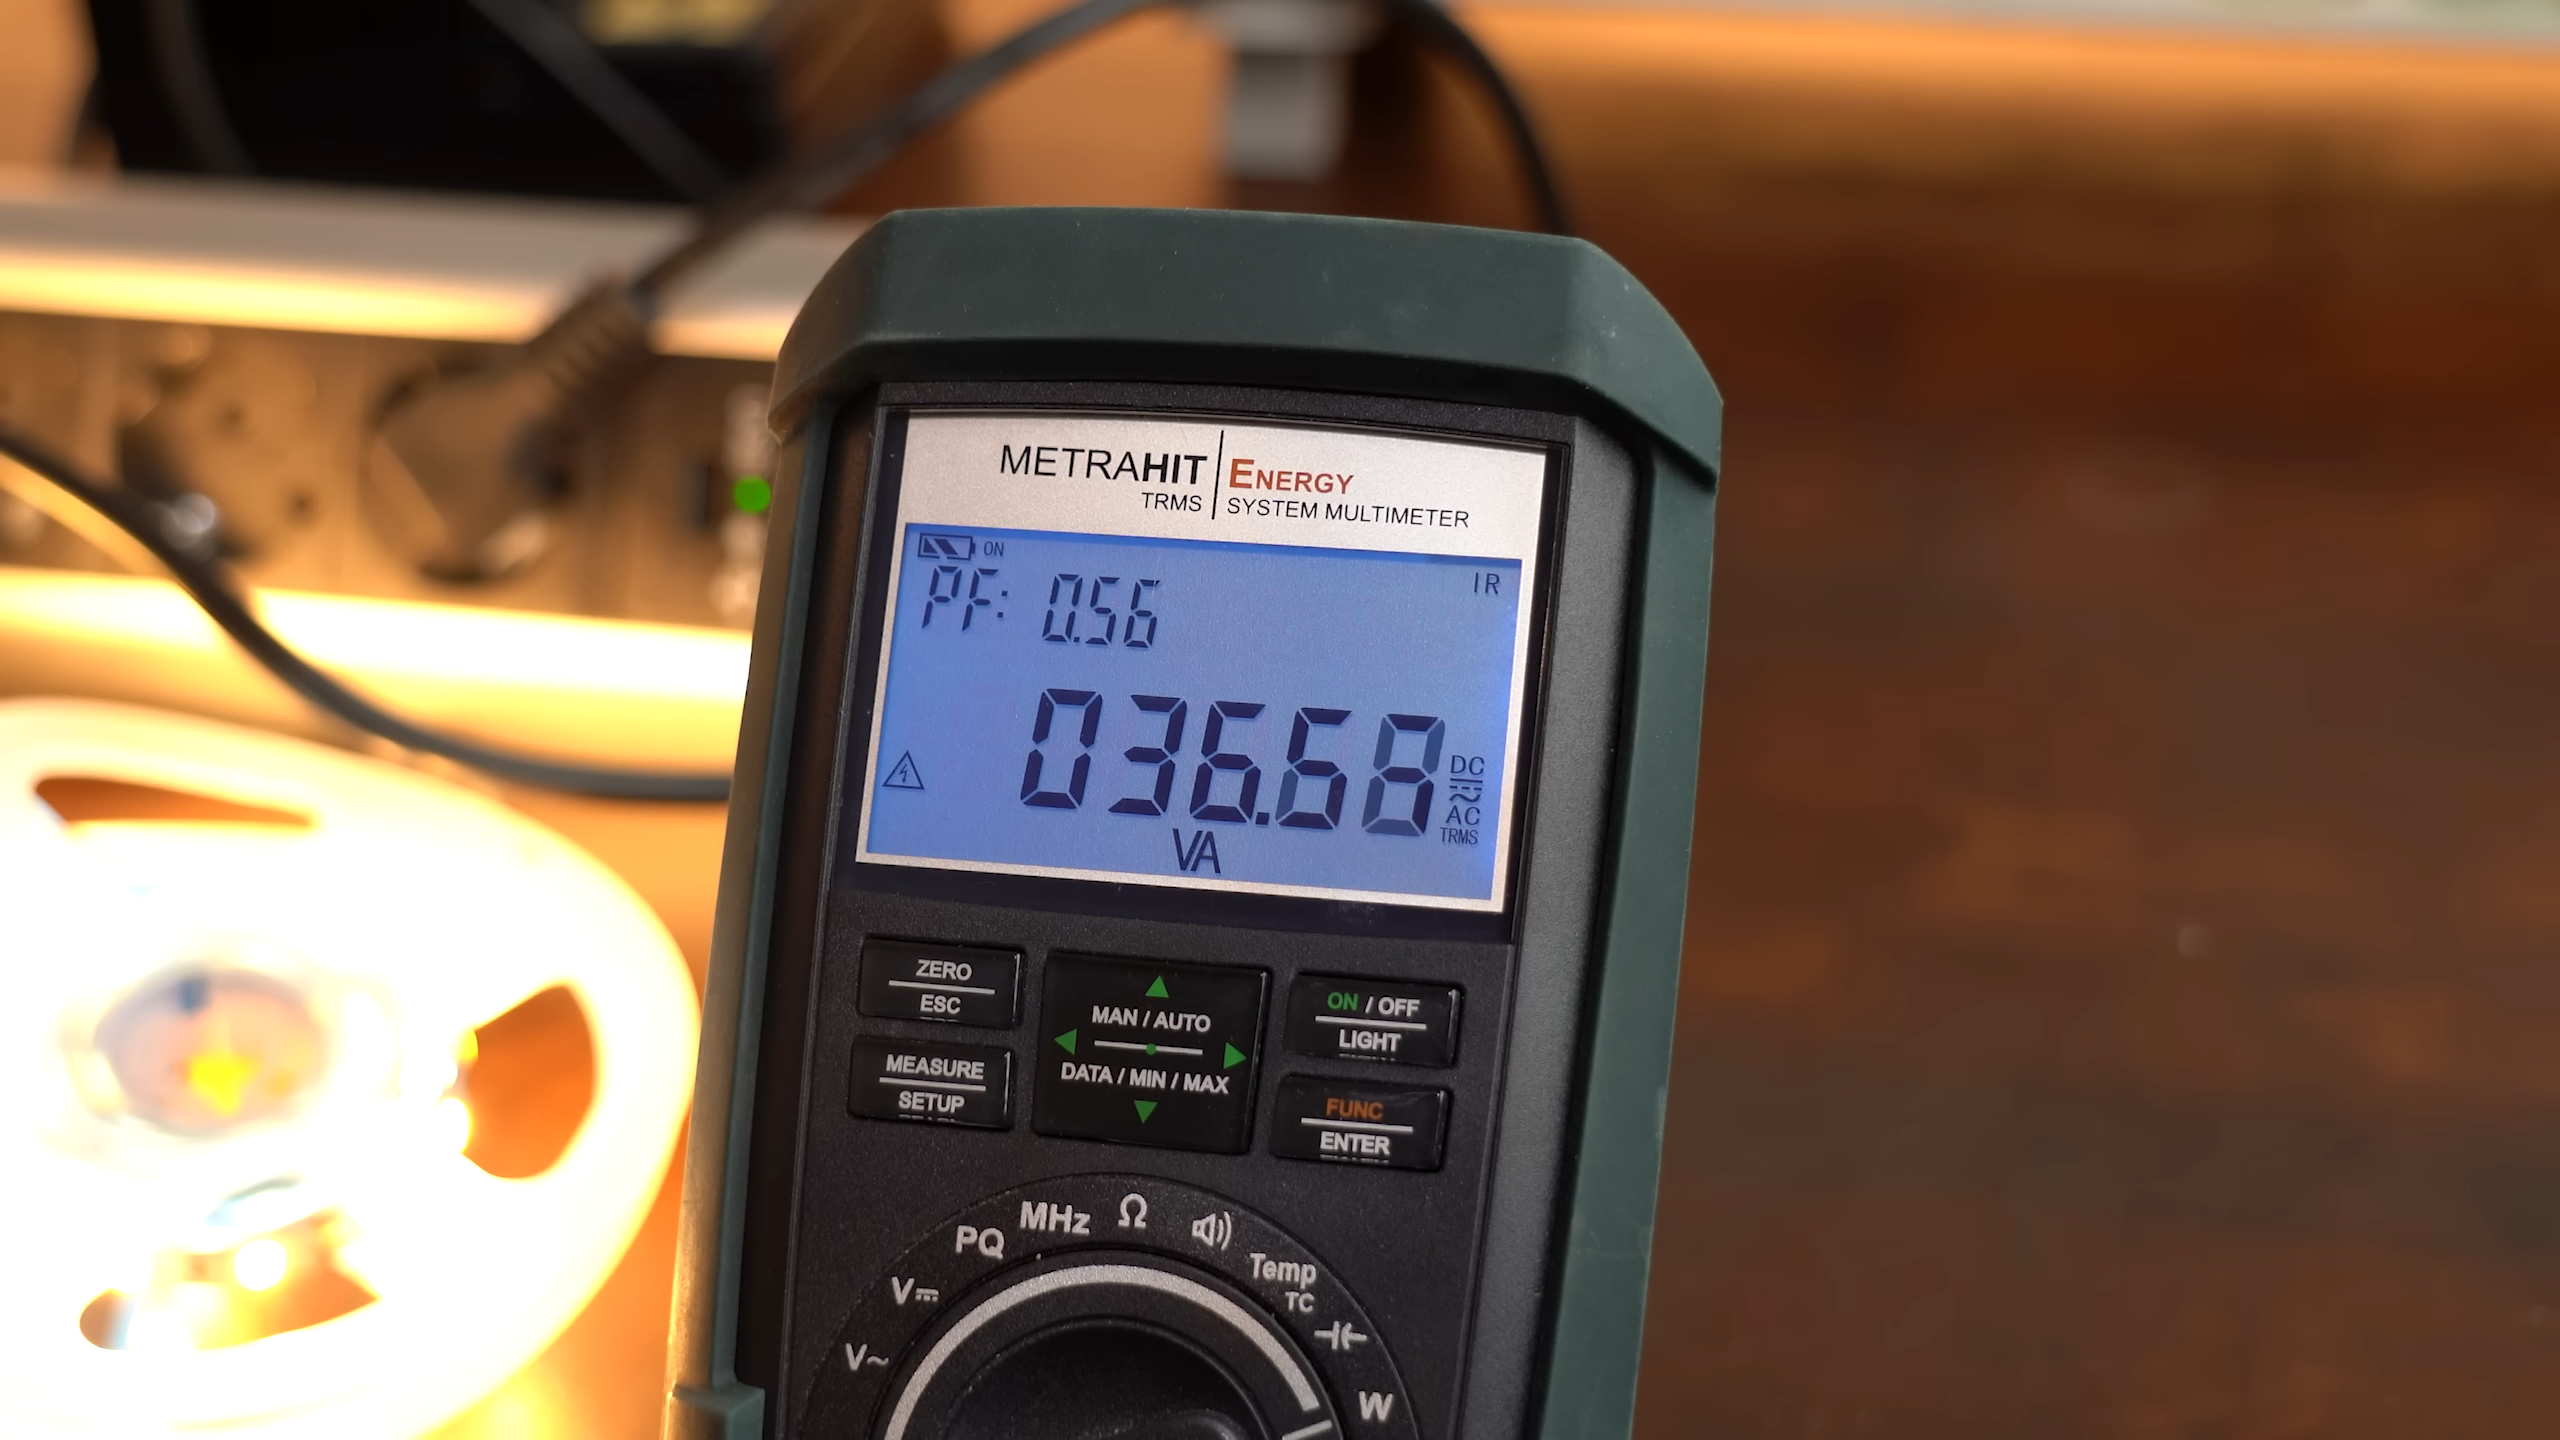 METRAHIT ENERGY
TRMS SYSTEM MULTIMETER
ON
IR
PF: 0.56
036.68
DC
AC
TRMS
VA
ZERO
ESC
MAN / AUTO
DATA / MIN / MAX
ON / OFF
LIGHT
MEASURE
SETUP
FUNC
ENTER
V⎓
V~
PQ
MHz
Ω
Temp
TC
W